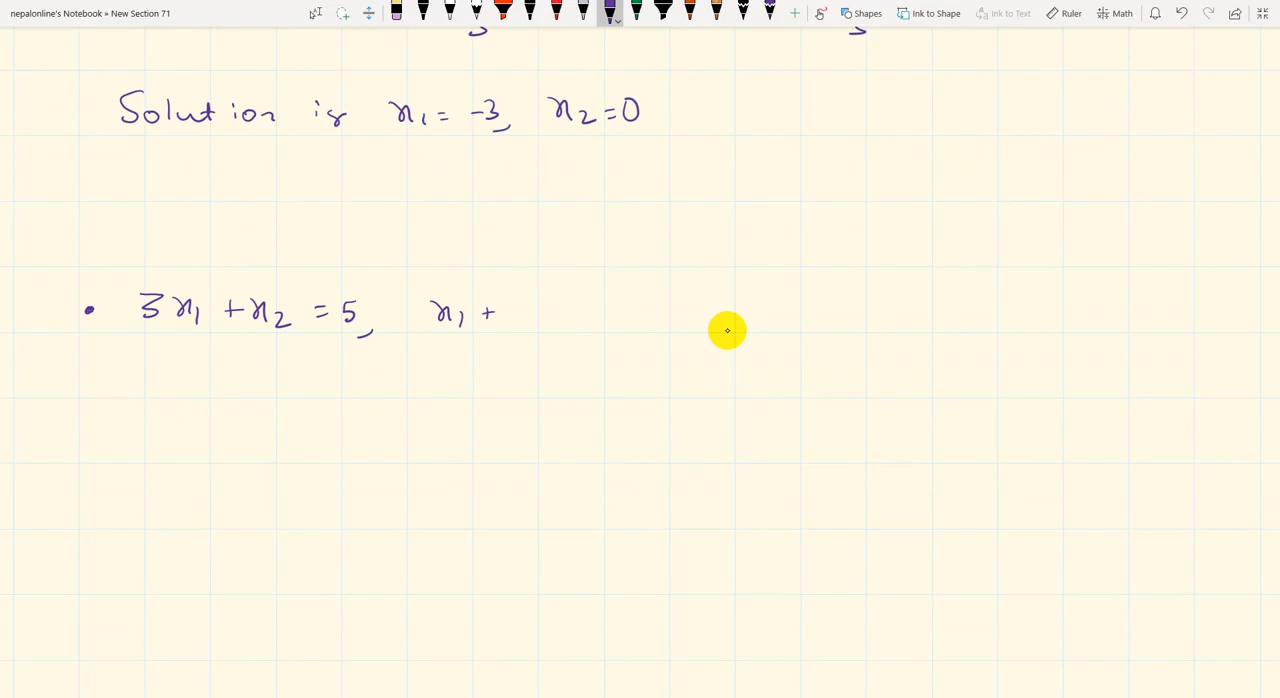 nepalonline's Notebook » New Section 71
Shapes Ink to Shape Ink to Text Ruler Math
Solution is x₁ = -3, x₂ = 0
• 3x₁ + x₂ = 5, x₁ +